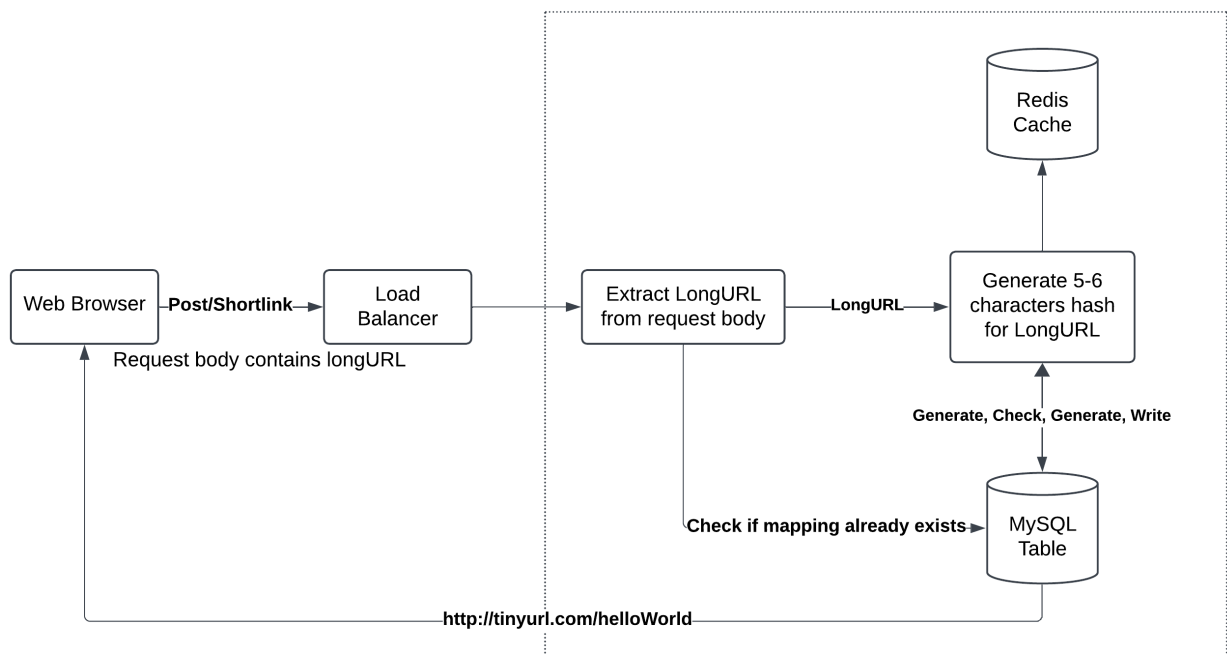 Redis
Cache
Web Browser
Post/Shortlink
Load
Balancer
Extract LongURL
from request body
LongURL
Generate 5-6
characters hash
for LongURL
Request body contains longURL
Generate, Check, Generate, Write
Check if mapping already exists
MySQL
Table
http://tinyurl.com/helloWorld